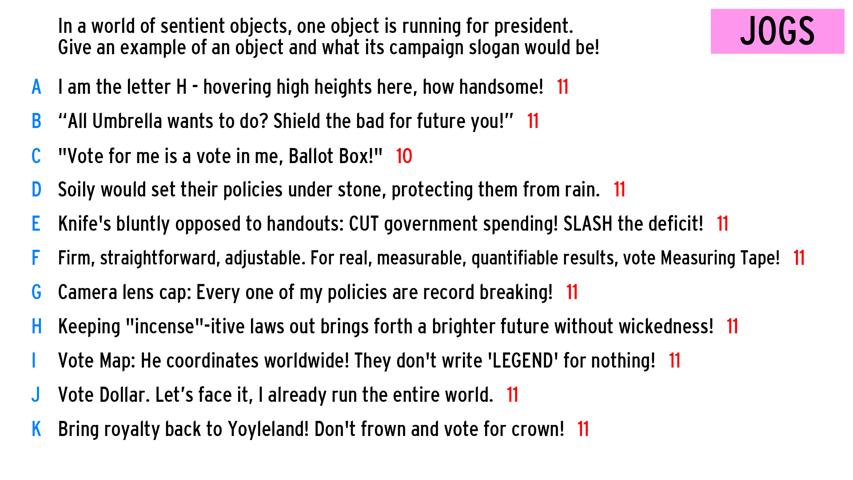 In a world of sentient objects, one object is running for president.
Give an example of an object and what its campaign slogan would be!
JOGS
A I am the letter H - hovering high heights here, how handsome! 11
B “All Umbrella wants to do? Shield the bad for future you!” 11
C "Vote for me is a vote in me, Ballot Box!" 10
D Soily would set their policies under stone, protecting them from rain. 11
E Knife's bluntly opposed to handouts: CUT government spending! SLASH the deficit! 11
F Firm, straightforward, adjustable. For real, measurable, quantifiable results, vote Measuring Tape! 11
G Camera lens cap: Every one of my policies are record breaking! 11
H Keeping "incense"-itive laws out brings forth a brighter future without wickedness! 11
I Vote Map: He coordinates worldwide! They don't write 'LEGEND' for nothing! 11
J Vote Dollar. Let’s face it, I already run the entire world. 11
K Bring royalty back to Yoyleland! Don't frown and vote for crown! 11